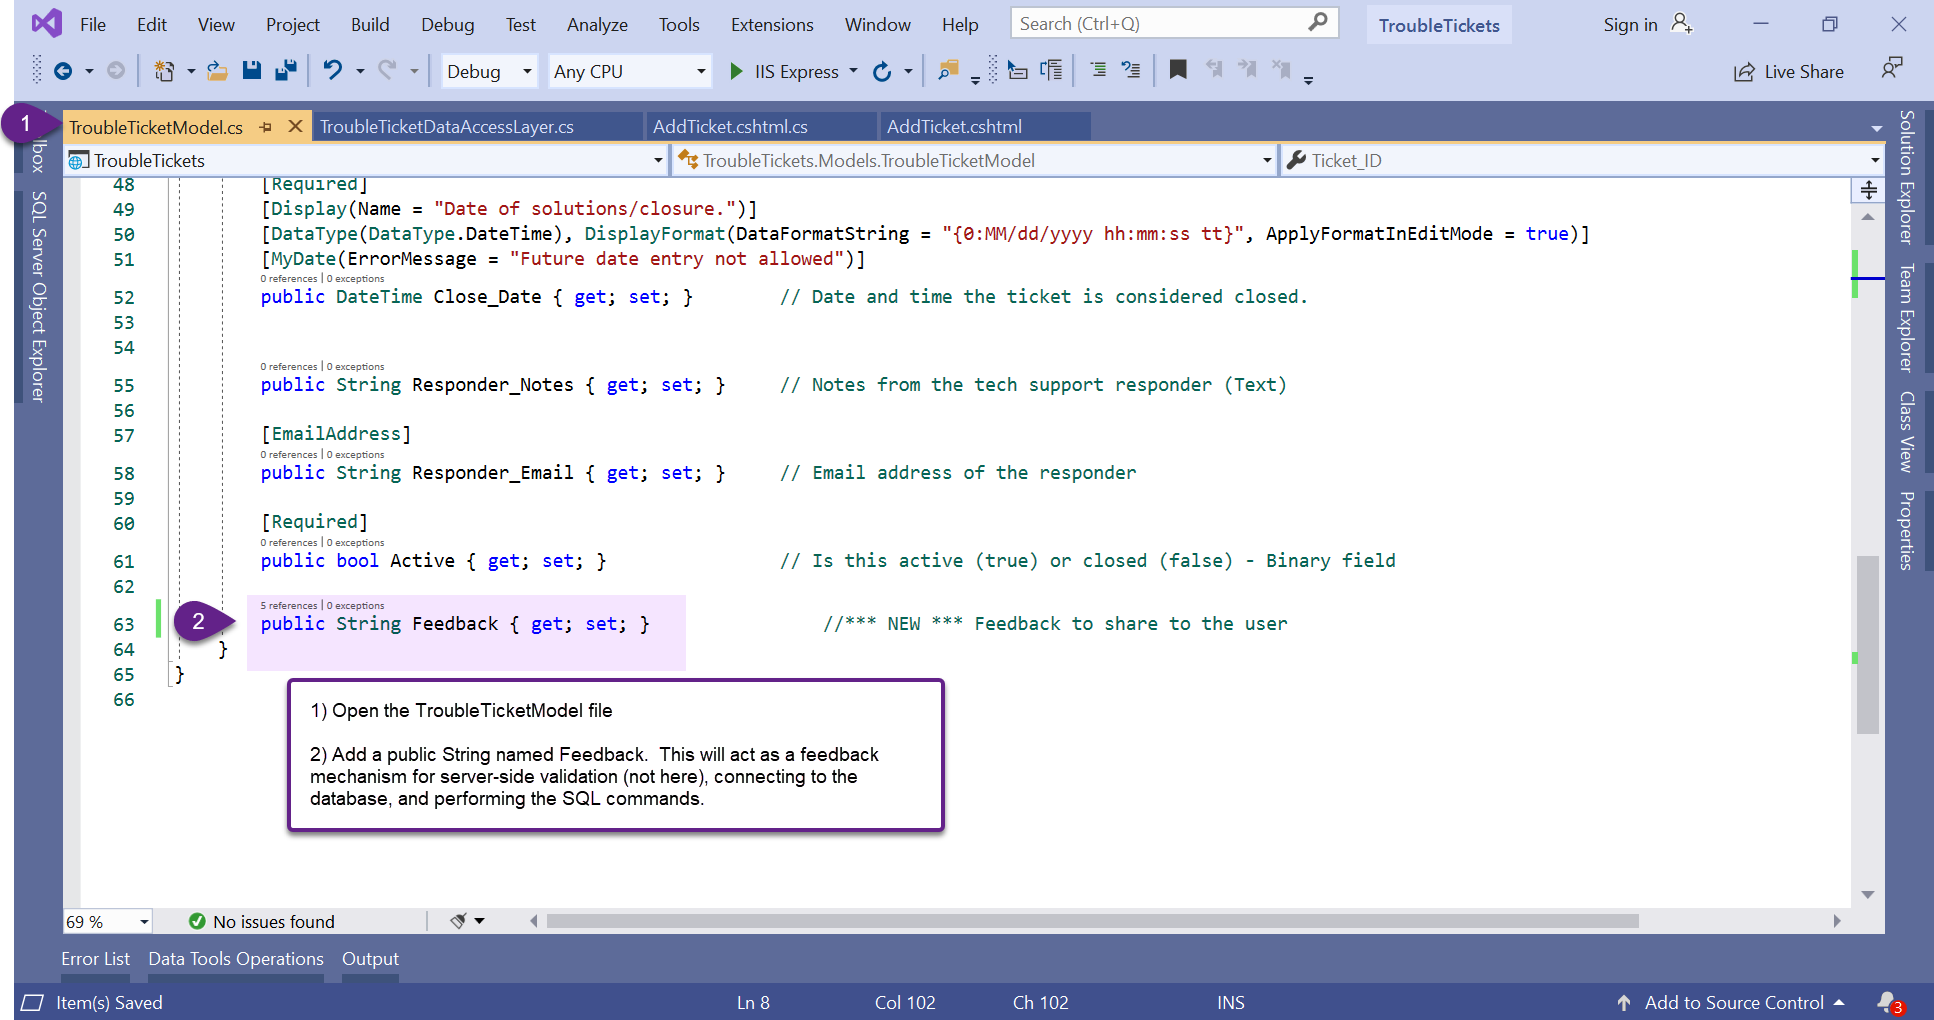 File Edit View Project Build Debug Test Analyze Tools Extensions Window Help Search (Ctrl+Q) TroubleTickets Sign in
Debug Any CPU IIS Express Live Share
1 TroubleTicketModel.cs TroubleTicketDataAccessLayer.cs AddTicket.cshtml.cs AddTicket.cshtml
TroubleTickets TroubleTickets.Models.TroubleTicketModel Ticket_ID
lbox
SQL Server Object Explorer
48 [Required]
49 [Display(Name = "Date of solutions/closure.")]
50 [DataType(DataType.DateTime), DisplayFormat(DataFormatString = "{0:MM/dd/yyyy hh:mm:ss tt}", ApplyFormatInEditMode = true)]
51 [MyDate(ErrorMessage = "Future date entry not allowed")]
0 references | 0 exceptions
52 public DateTime Close_Date { get; set; } // Date and time the ticket is considered closed.
53
54
0 references | 0 exceptions
55 public String Responder_Notes { get; set; } // Notes from the tech support responder (Text)
56
57 [EmailAddress]
0 references | 0 exceptions
58 public String Responder_Email { get; set; } // Email address of the responder
59
60 [Required]
0 references | 0 exceptions
61 public bool Active { get; set; } // Is this active (true) or closed (false) - Binary field
62
5 references | 0 exceptions
63 2 public String Feedback { get; set; } //*** NEW *** Feedback to share to the user
64 }
65 }
66
1) Open the TroubleTicketModel file
2) Add a public String named Feedback.  This will act as a feedback
mechanism for server-side validation (not here), connecting to the
database, and performing the SQL commands.
Solution Explorer
Team Explorer
Class View
Properties
69 % No issues found
Error List Data Tools Operations Output
Item(s) Saved Ln 8 Col 102 Ch 102 INS Add to Source Control 3